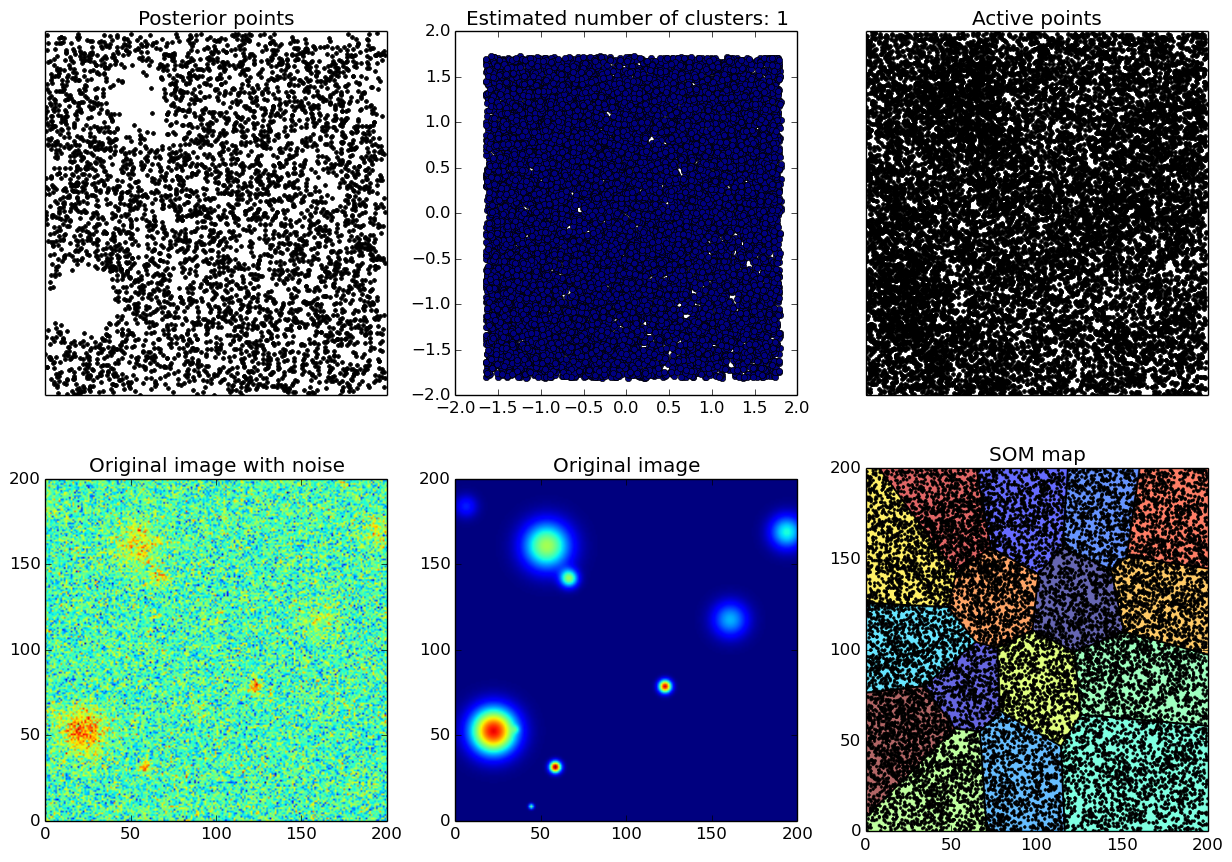 Posterior points
Estimated number of clusters: 1
Active points
2.0
1.5
1.0
0.5
0.0
−0.5
−1.0
−1.5
−2.0
−2.0 −1.5 −1.0 −0.5 0.0 0.5 1.0 1.5 2.0
Original image with noise
Original image
SOM map
200
150
100
50
0
0 50 100 150 200
200
150
100
50
0
0 50 100 150 200
200
150
100
50
0
0 50 100 150 200